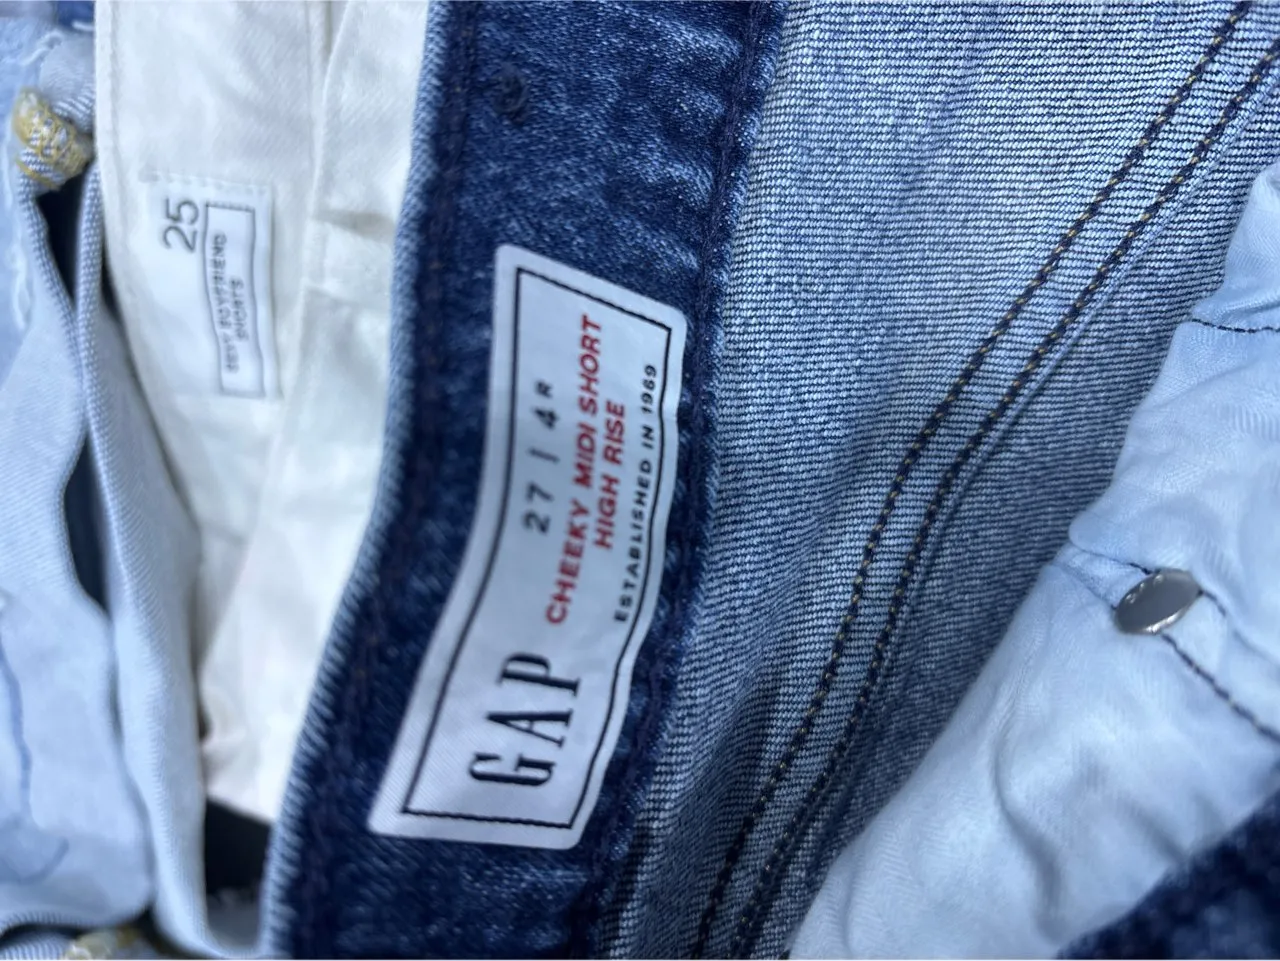 GAP
27 | 4R
CHEEKY MIDI SHORT
HIGH RISE
ESTABLISHED IN 1969
25
SEXY BOYFRIEND
SHORTS